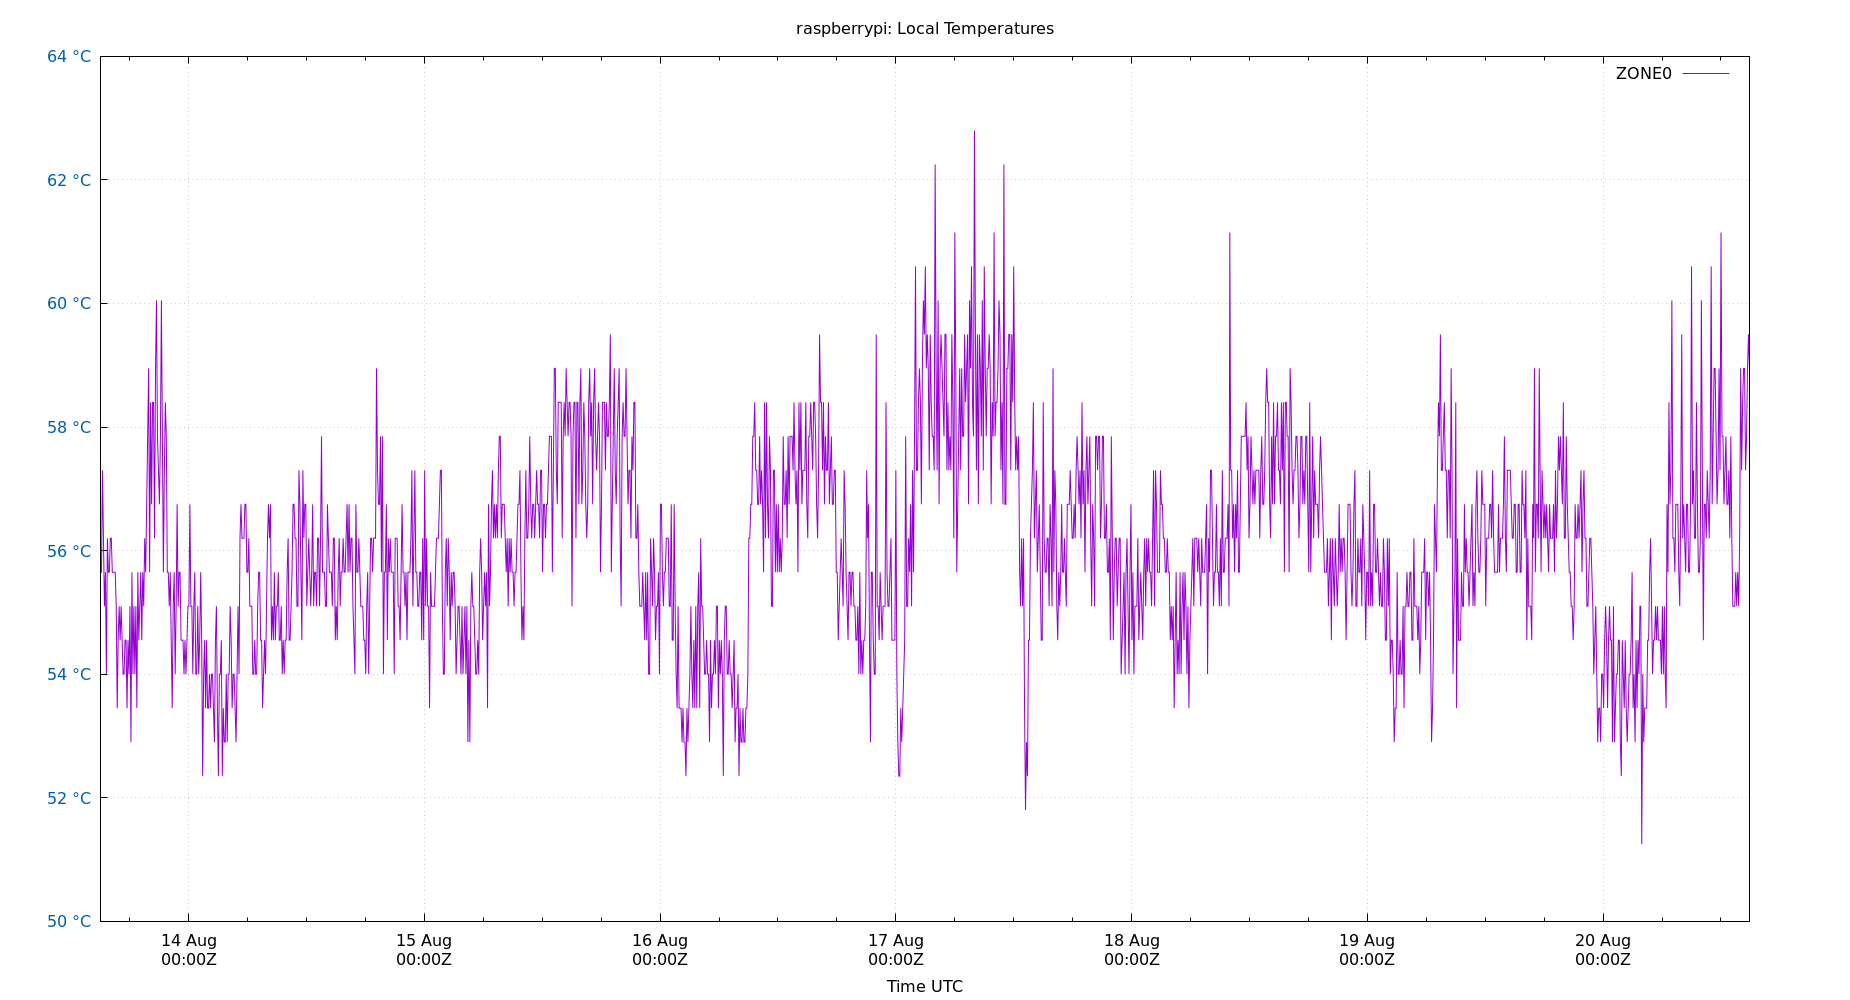 raspberrypi: Local Temperatures
64 °C
ZONE0
62 °C
60 °C
58 °C
56 °C
54 °C
52 °C
50 °C
14 Aug 15 Aug 16 Aug 17 Aug 18 Aug 19 Aug 20 Aug
00:00Z 00:00Z 00:00Z 00:00Z 00:00Z 00:00Z 00:00Z
Time UTC